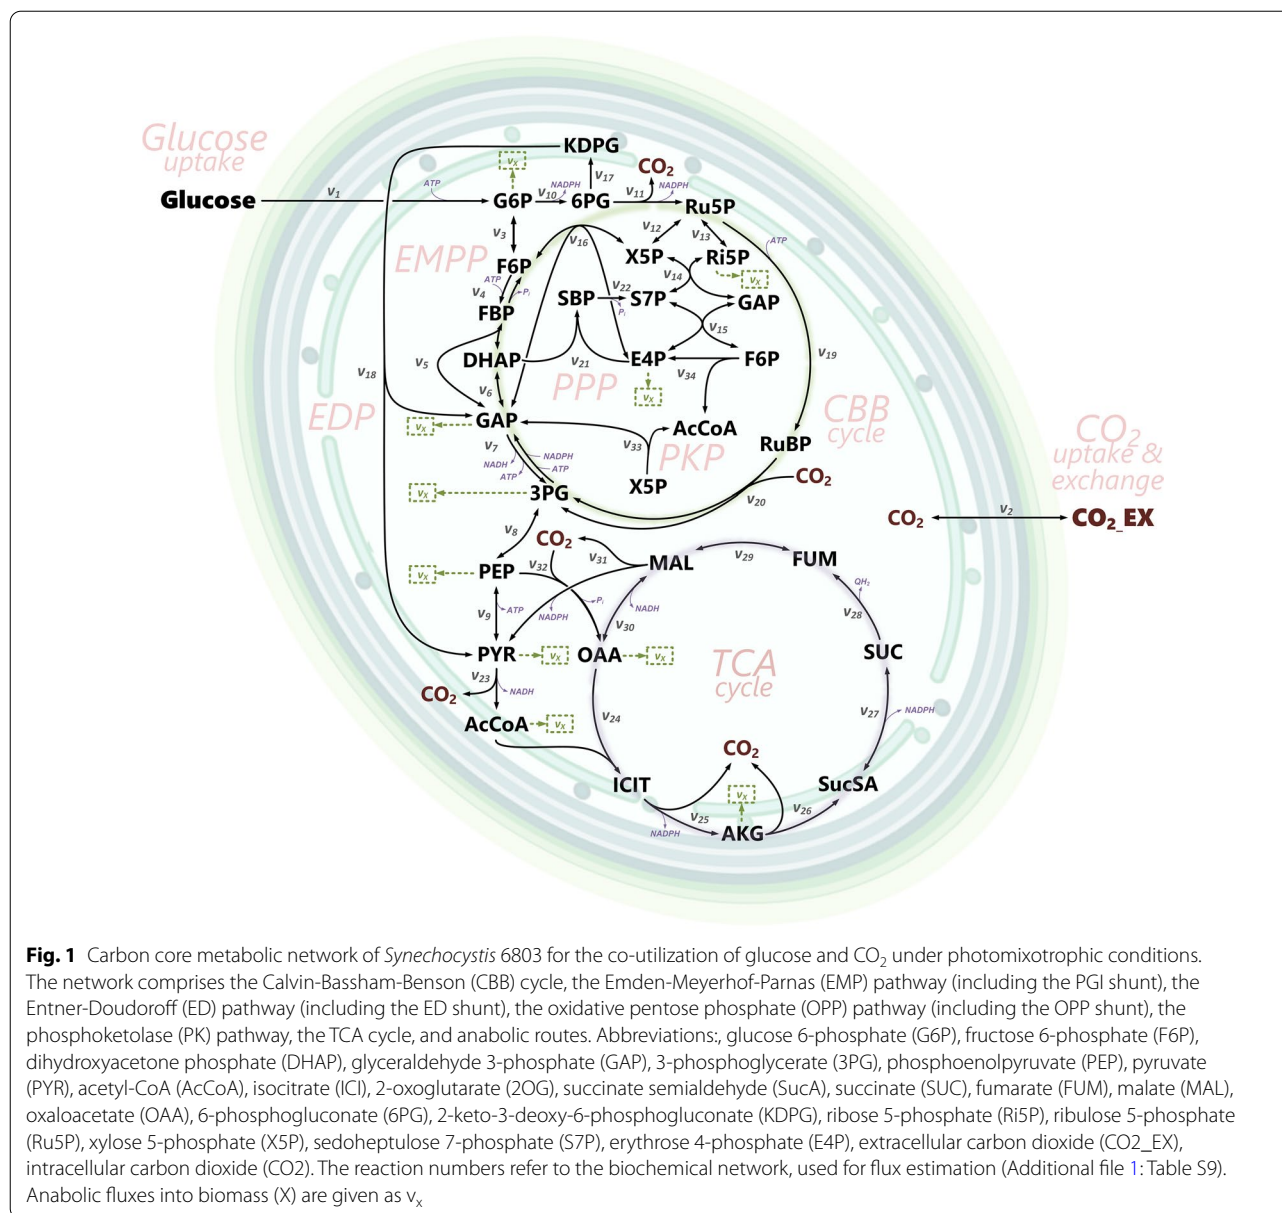 Glucose
uptake
KDPG
CO₂
vₓ
v₁₇
ATP
NADPH
NADPH
Glucose
v₁
G6P
v₁₀
6PG
v₁₁
Ru5P
v₃
v₁₆
v₁₂
v₁₃
ATP
EMPP
F6P
X5P
Ri5P
v₁₄
vₓ
ATP
v₄
Pᵢ
FBP
SBP
v₂₂
S7P
GAP
Pᵢ
v₁₅
v₁₉
v₅
DHAP
v₂₁
E4P
F6P
v₁₈
v₃₄
v₆
PPP
vₓ
EDP
CBB
cycle
vₓ
GAP
AcCoA
v₇
v₃₃
PKP
RuBP
NADH
NADPH
ATP
ATP
CO₂
uptake &
exchange
vₓ
3PG
X5P
CO₂
v₂₀
v₈
CO₂
v₂
CO₂_EX
CO₂
v₃₁
MAL
v₂₉
FUM
vₓ
PEP
v₃₂
v₉
ATP
NADPH
Pᵢ
NADH
QH₂
v₂₈
v₃₀
PYR
vₓ
OAA
vₓ
TCA
cycle
SUC
v₂₃
NADH
CO₂
v₂₄
v₂₇
NADPH
AcCoA
vₓ
CO₂
ICIT
SucSA
vₓ
v₂₅
v₂₆
NADPH
AKG
Fig. 1 Carbon core metabolic network of Synechocystis 6803 for the co-utilization of glucose and CO₂ under photomixotrophic conditions.
The network comprises the Calvin-Bassham-Benson (CBB) cycle, the Emden-Meyerhof-Parnas (EMP) pathway (including the PGI shunt), the
Entner-Doudoroff (ED) pathway (including the ED shunt), the oxidative pentose phosphate (OPP) pathway (including the OPP shunt), the
phosphoketolase (PK) pathway, the TCA cycle, and anabolic routes. Abbreviations:, glucose 6-phosphate (G6P), fructose 6-phosphate (F6P),
dihydroxyacetone phosphate (DHAP), glyceraldehyde 3-phosphate (GAP), 3-phosphoglycerate (3PG), phosphoenolpyruvate (PEP), pyruvate
(PYR), acetyl-CoA (AcCoA), isocitrate (ICI), 2-oxoglutarate (2OG), succinate semialdehyde (SucA), succinate (SUC), fumarate (FUM), malate (MAL),
oxaloacetate (OAA), 6-phosphogluconate (6PG), 2-keto-3-deoxy-6-phosphogluconate (KDPG), ribose 5-phosphate (Ri5P), ribulose 5-phosphate
(Ru5P), xylose 5-phosphate (X5P), sedoheptulose 7-phosphate (S7P), erythrose 4-phosphate (E4P), extracellular carbon dioxide (CO2_EX),
intracellular carbon dioxide (CO2). The reaction numbers refer to the biochemical network, used for flux estimation (Additional file 1: Table S9).
Anabolic fluxes into biomass (X) are given as vₓ